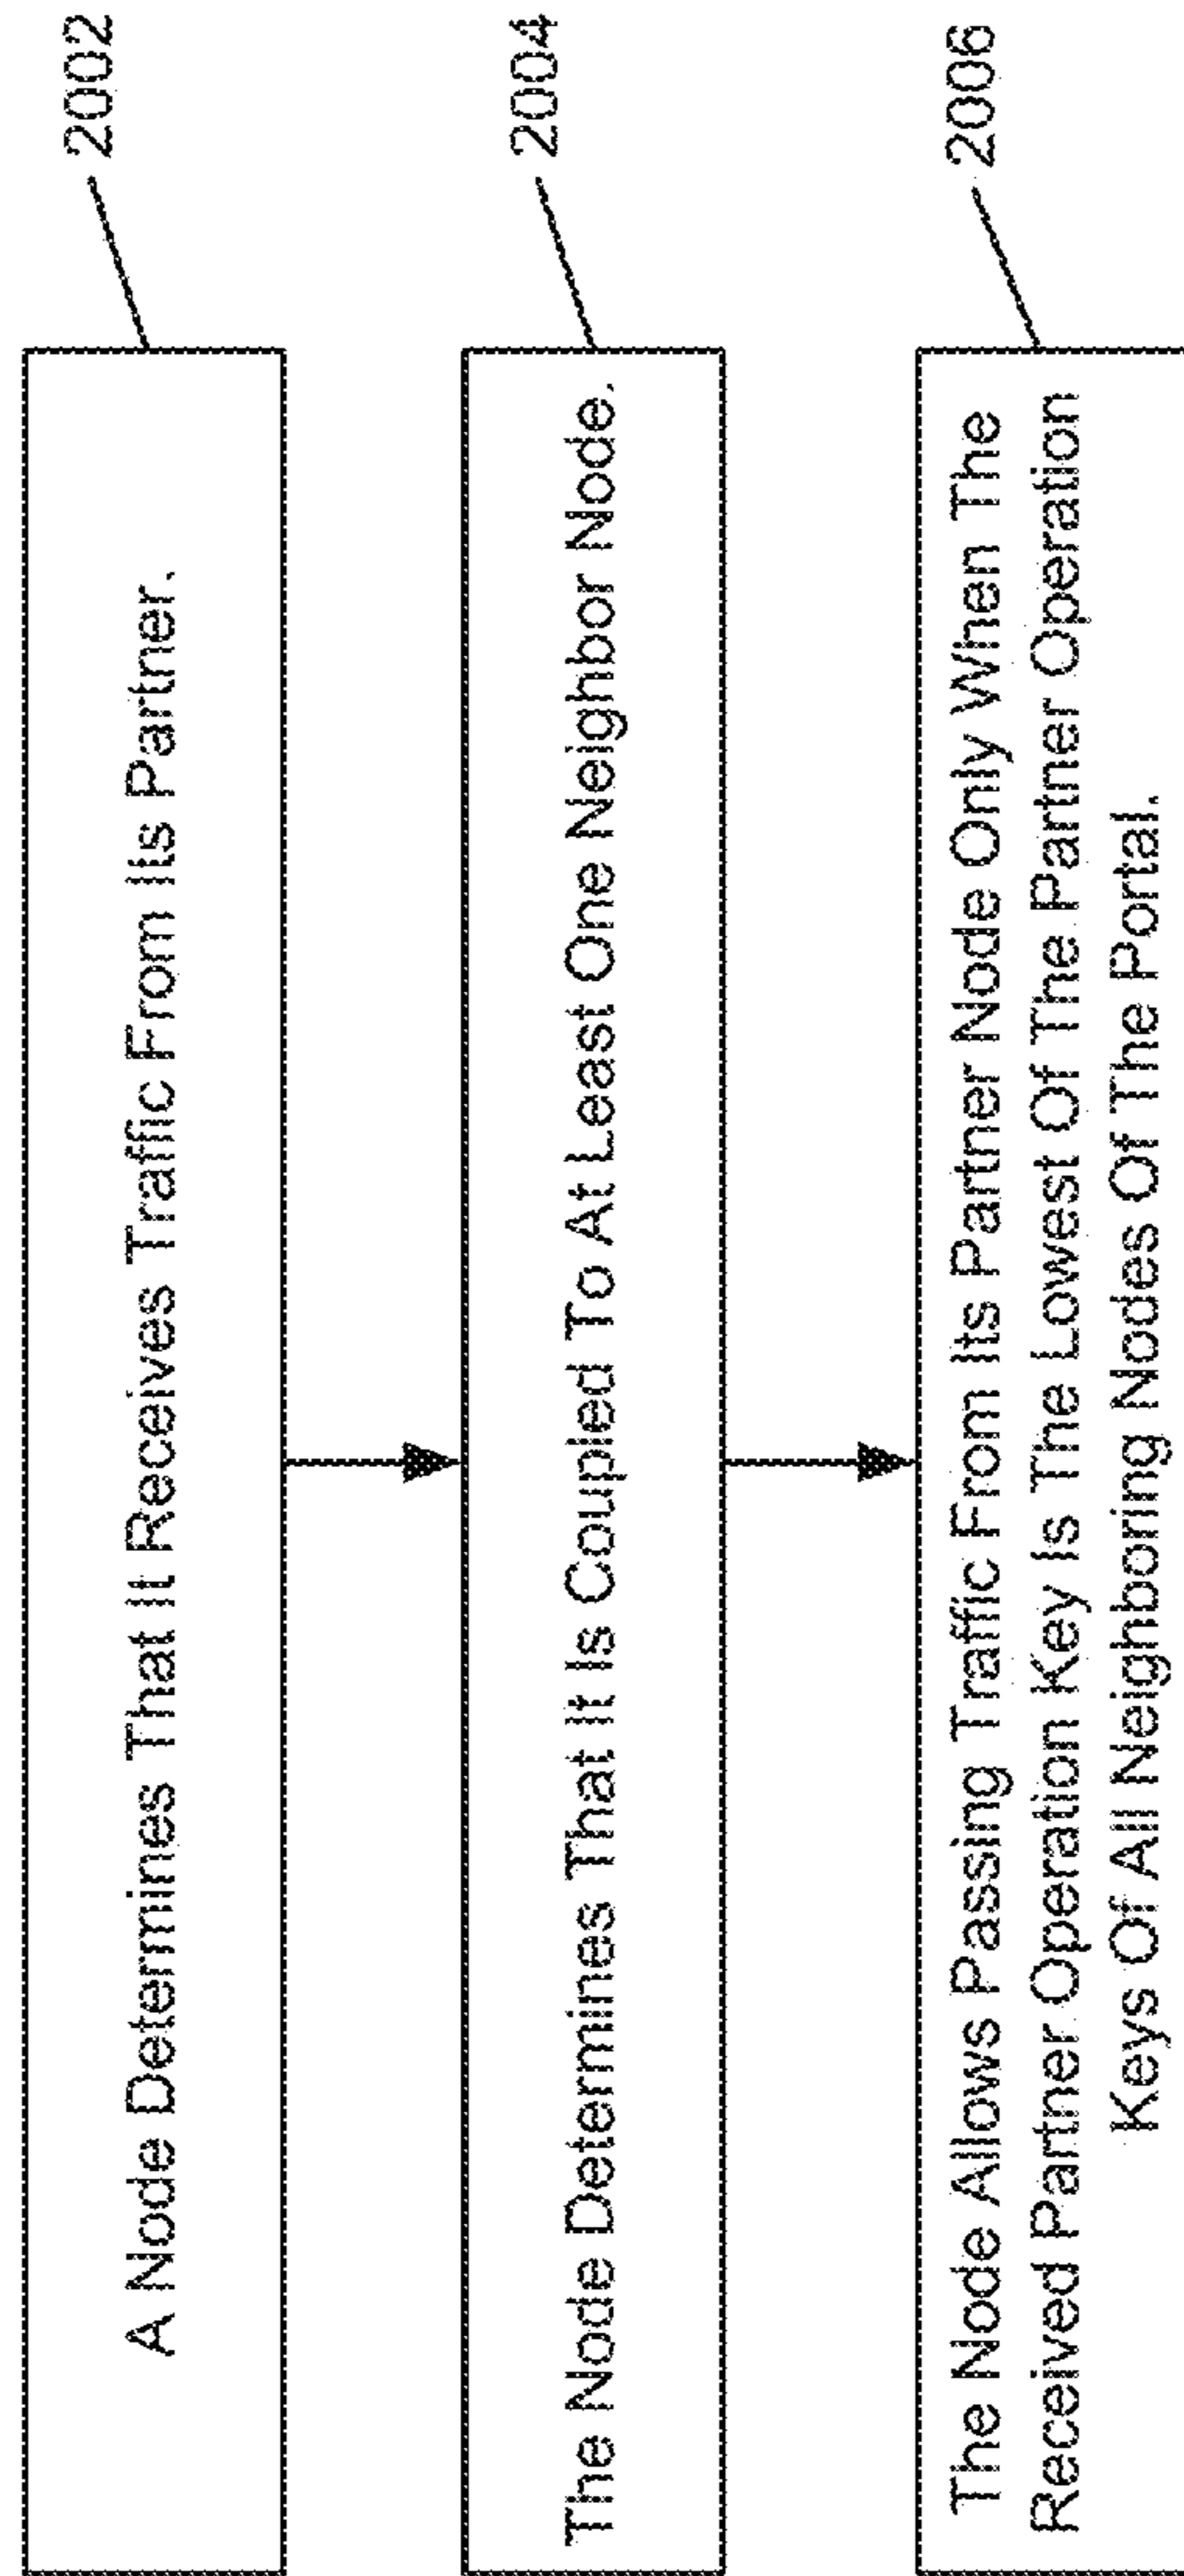 A Node Determines That It Receives Traffic From Its Partner.
2002
The Node Determines That It Is Coupled To At Least One Neighbor Node.
2004
The Node Allows Passing Traffic From Its Partner Node Only When The
Received Partner Operation Key Is The Lowest Of The Partner Operation
Keys Of All Neighboring Nodes Of The Portal.
2006